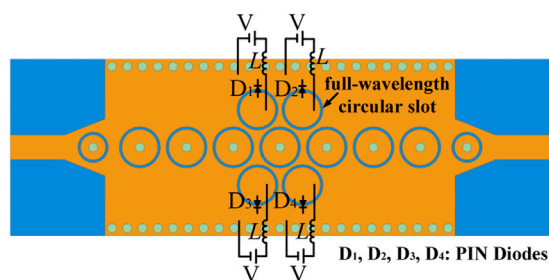 V V
L L
D₁ D₂
full-wavelength
circular slot
D₃ D₄
L L
V V
D₁, D₂, D₃, D₄: PIN Diodes